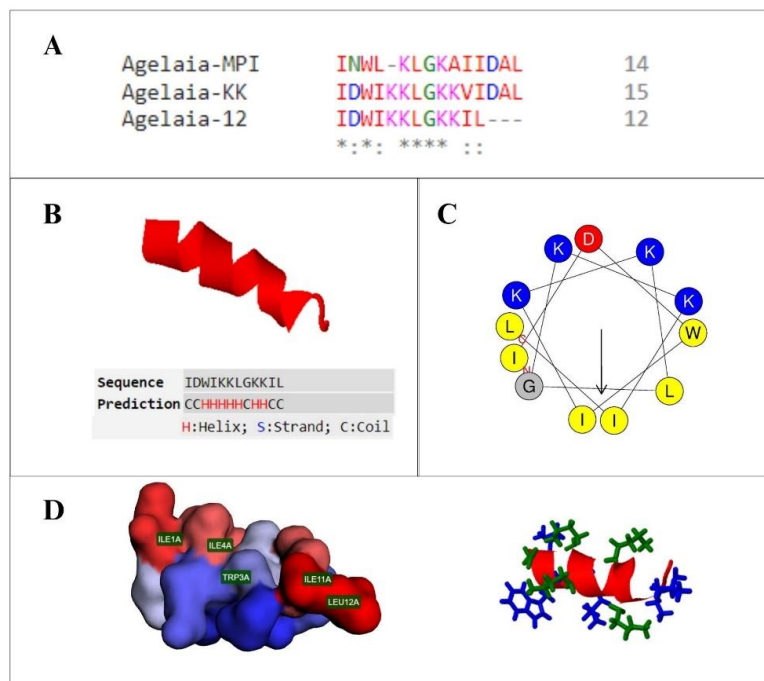 A
Agelaia-MPI INWL-KLGKAIIDAL 14
Agelaia-KK IDWIKKLGKKVIDAL 15
Agelaia-12 IDWIKKLGKKIL--- 12
*:*: **** ::
B
Sequence IDWIKKLGKKIL
Prediction CCHHHHHCHHCC
H:Helix; S:Strand; C:Coil
C
D
K
K
K
K
L
C
W
I
N
G
L
I
I
D
ILE1A
ILE4A
TRP3A
ILE11A
LEU12A